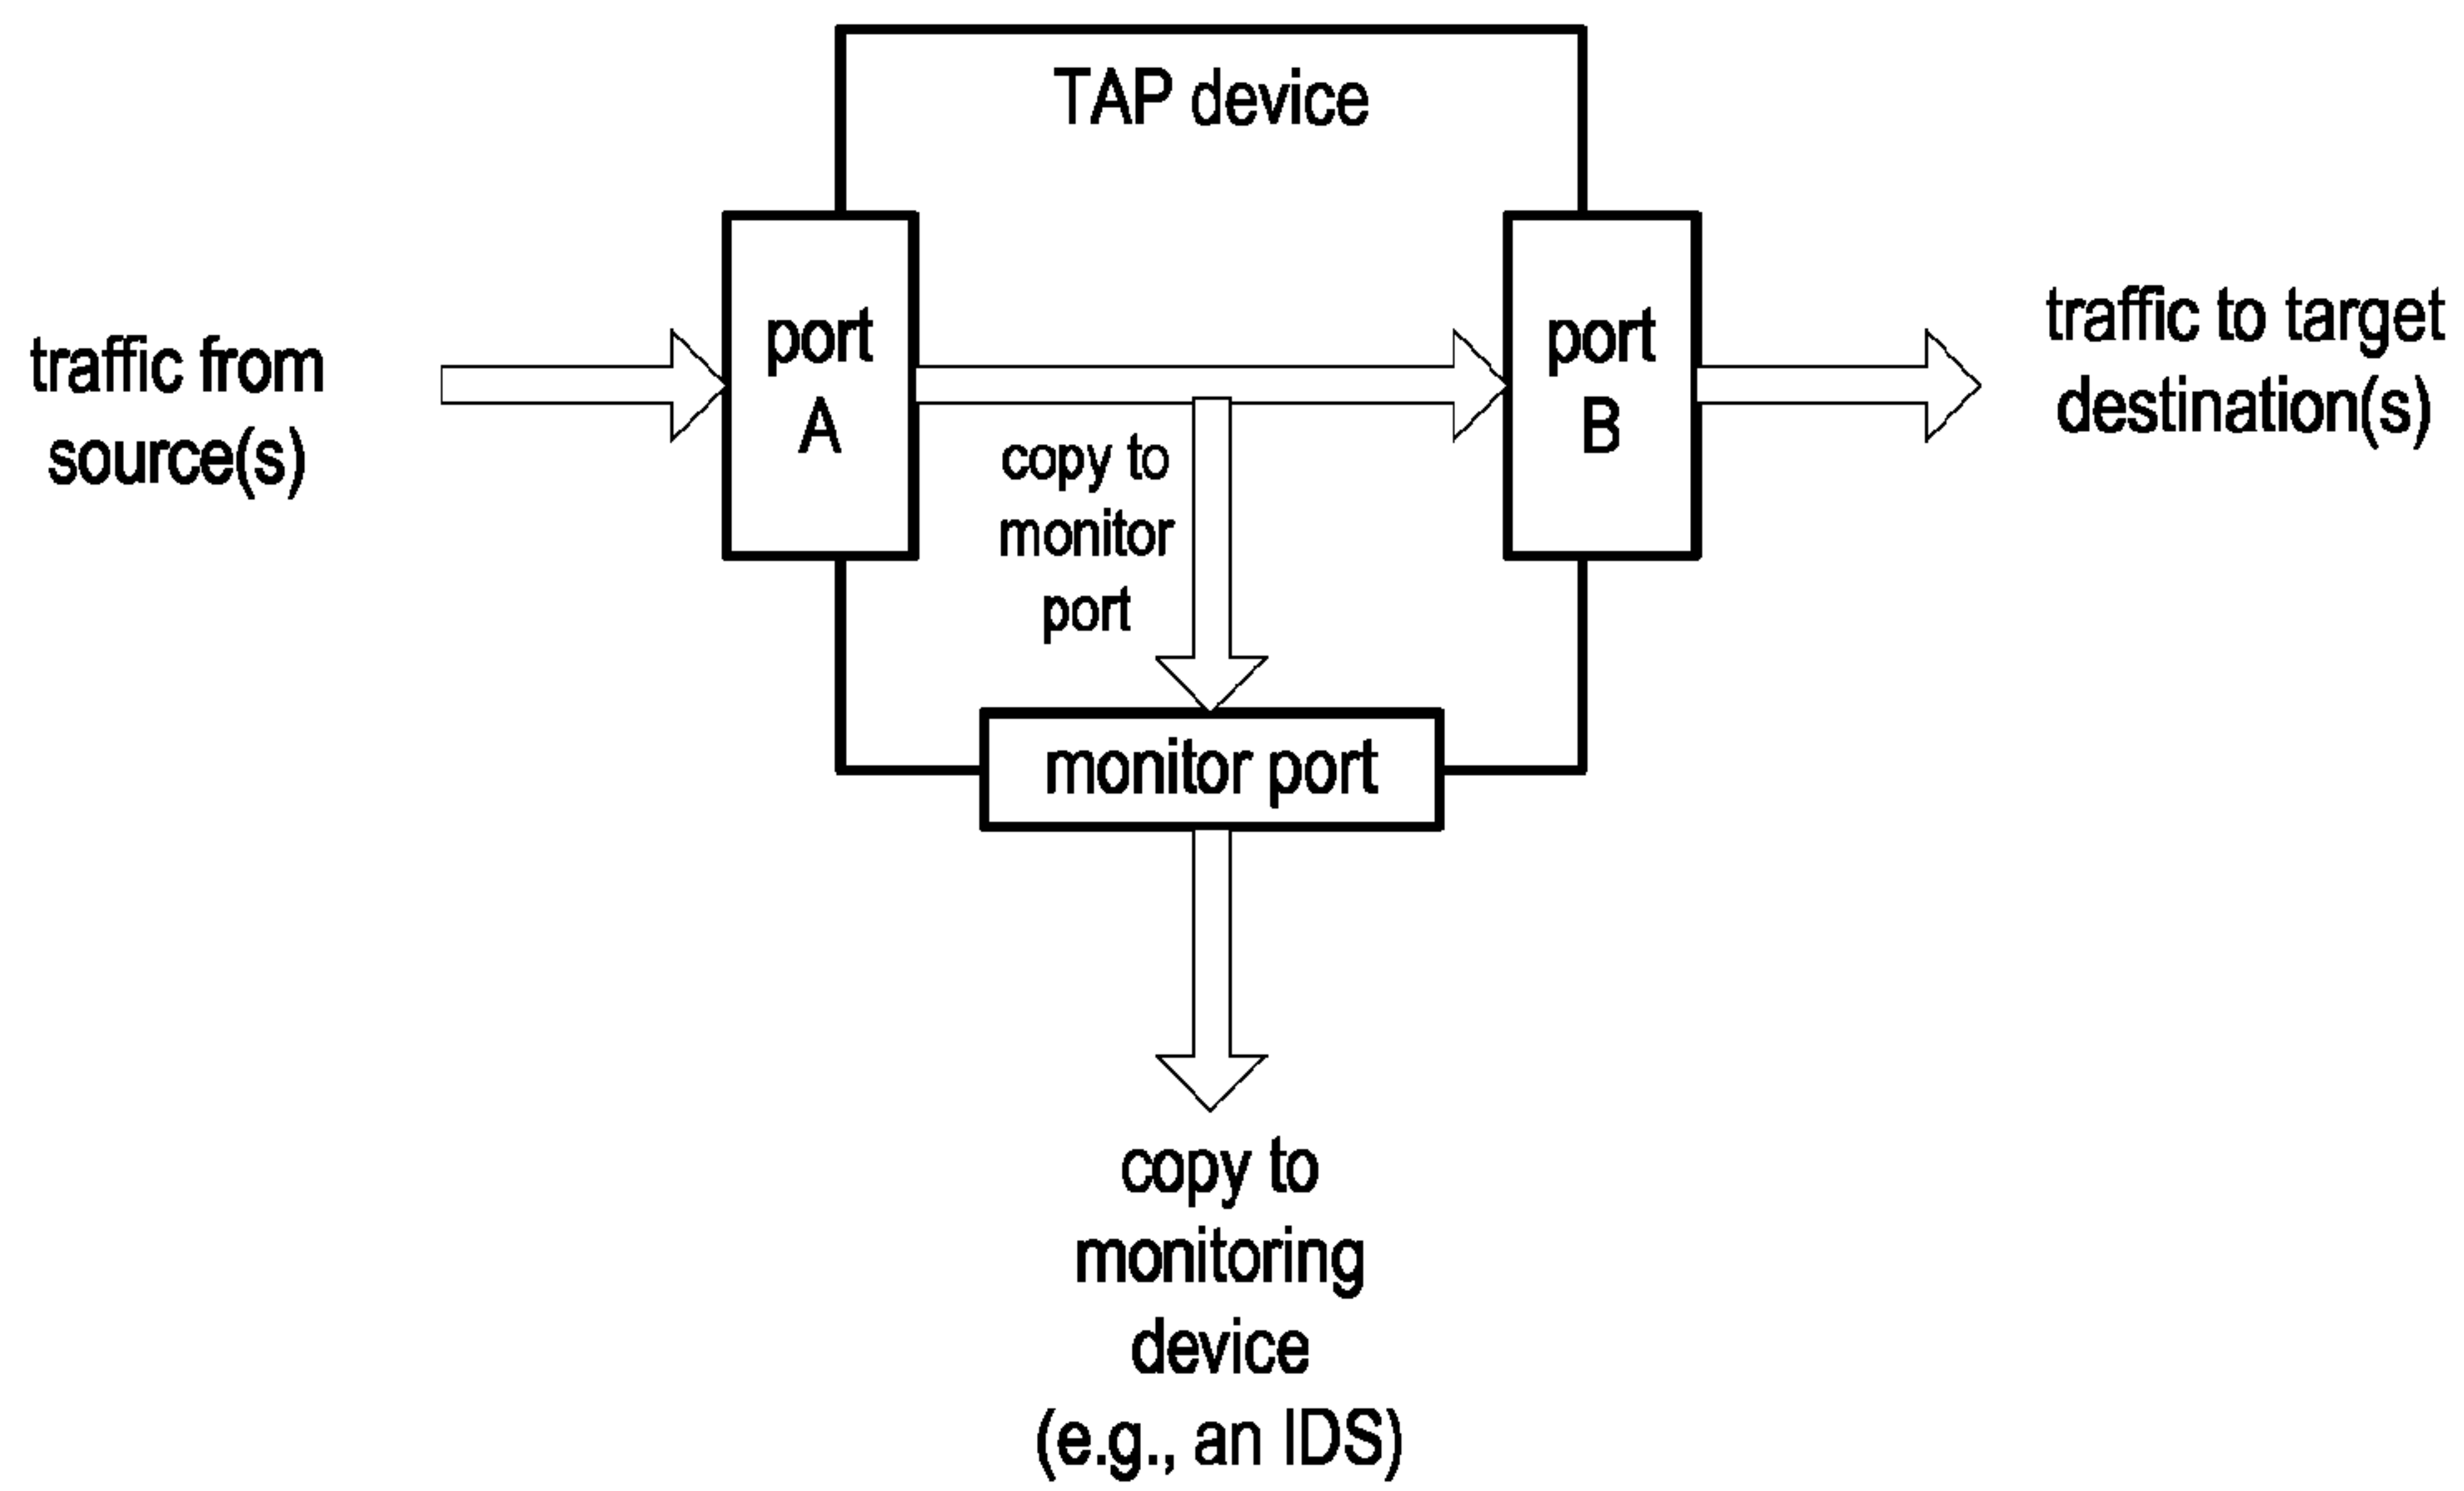 TAP device
traffic from
source(s)
port
A
copy to
monitor
port
port
B
traffic to target
destination(s)
monitor port
copy to
monitoring
device
(e.g., an IDS)